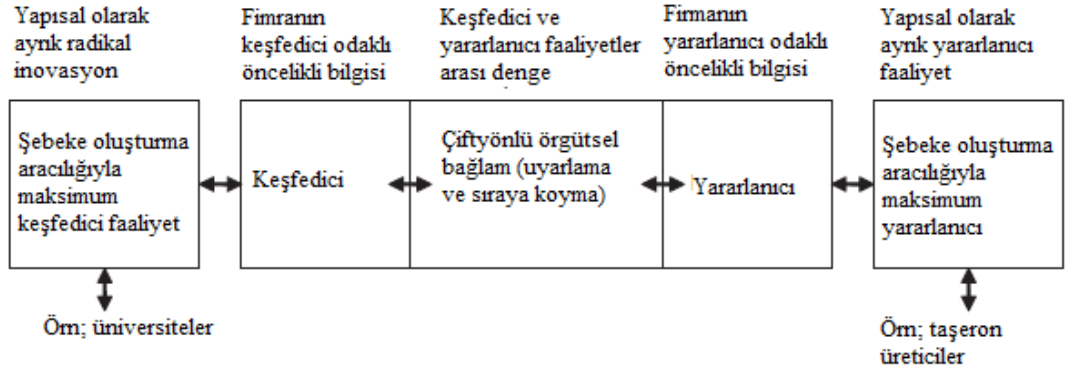 Yapısal olarak
ayrık radikal
inovasyon
Fimranın
keşfedici odaklı
öncelikli bilgisi
Keşfedici ve
yararlanıcı faaliyetler
arası denge
Firmanın
yararlanıcı odaklı
öncelikli bilgisi
Yapısal olarak
ayrık yararlanıcı
faaliyet
Şebeke oluşturma
aracılığıyla
maksimum
keşfedici faaliyet
Keşfedici
Çiftyönlü örgütsel
bağlam (uyarlama
ve sıraya koyma)
Yararlanıcı
Şebeke oluşturma
aracılığıyla
maksimum
yararlanıcı
Örn; üniversiteler
Örn; taşeron
üreticiler